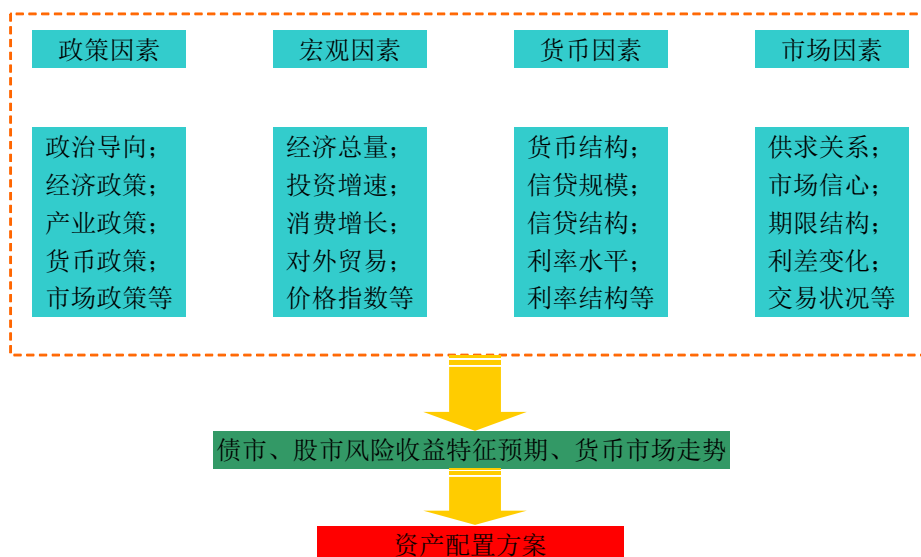 政策因素
宏观因素
货币因素
市场因素
政治导向；
经济政策；
产业政策；
货币政策；
市场政策等
经济总量；
投资增速；
消费增长；
对外贸易；
价格指数等
货币结构；
信贷规模；
信贷结构；
利率水平；
利率结构等
供求关系；
市场信心；
期限结构；
利差变化；
交易状况等
债市、股市风险收益特征预期、货币市场走势
资产配置方案